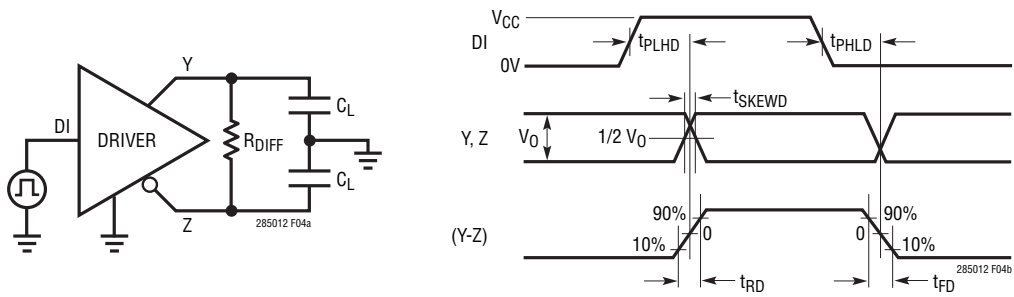 Y
DI
DRIVER
RDIFF
CL
CL
Z
285012 F04a
VCC
DI
0V
tPLHD
tPHLD
tSKEWD
Y, Z
VO
1/2 VO
90%
90%
(Y-Z)
0
0
10%
10%
285012 F04b
tRD
tFD